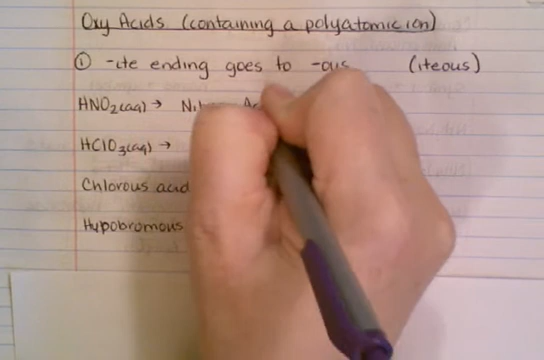 Oxy Acids (containing a polyatomic ion)
① -ite ending goes to -ous (iteous)
HNO2(aq) →
HClO3(aq) →
Chlorous acid
Hypobromous